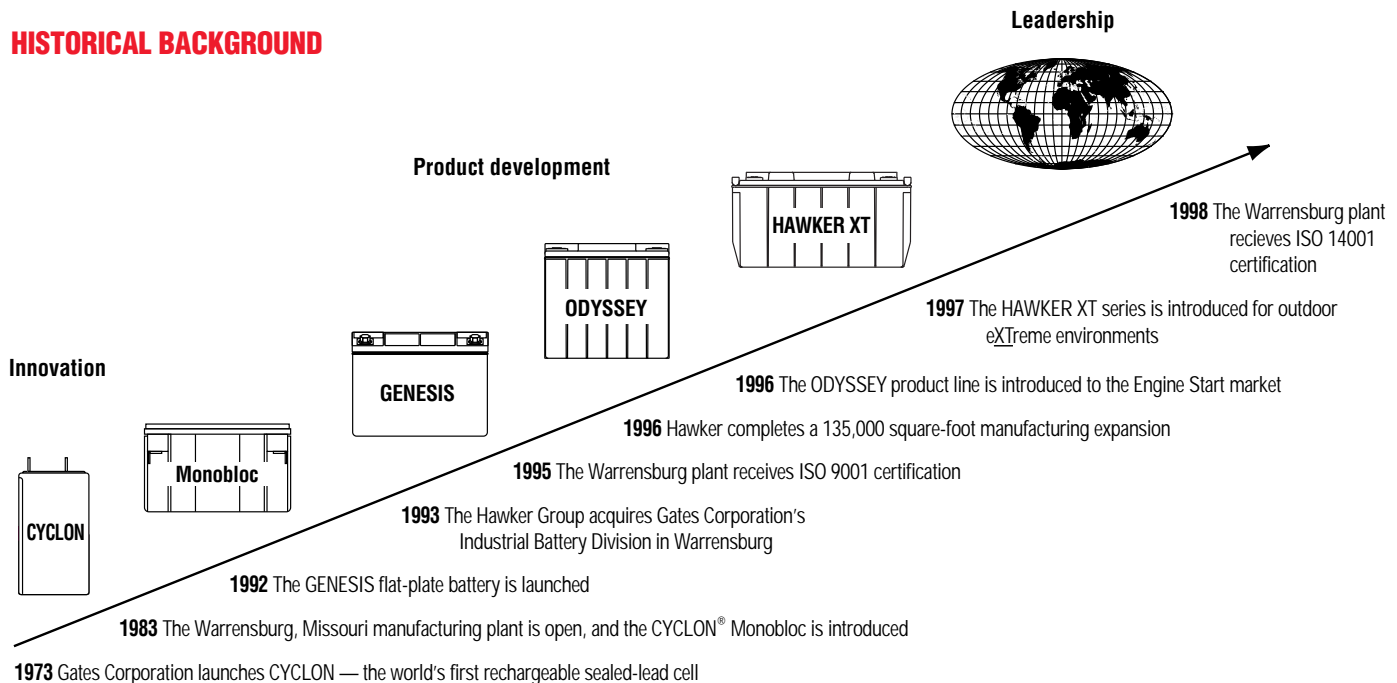 HISTORICAL BACKGROUND
Leadership
Product development
HAWKER XT
ODYSSEY
GENESIS
Innovation
Monobloc
CYCLON
1998 The Warrensburg plant
recieves ISO 14001
certification
1997 The HAWKER XT series is introduced for outdoor
eXTreme environments
1996 The ODYSSEY product line is introduced to the Engine Start market
1996 Hawker completes a 135,000 square-foot manufacturing expansion
1995 The Warrensburg plant receives ISO 9001 certification
1993 The Hawker Group acquires Gates Corporation's
Industrial Battery Division in Warrensburg
1992 The GENESIS flat-plate battery is launched
1983 The Warrensburg, Missouri manufacturing plant is open, and the CYCLON® Monobloc is introduced
1973 Gates Corporation launches CYCLON — the world's first rechargeable sealed-lead cell